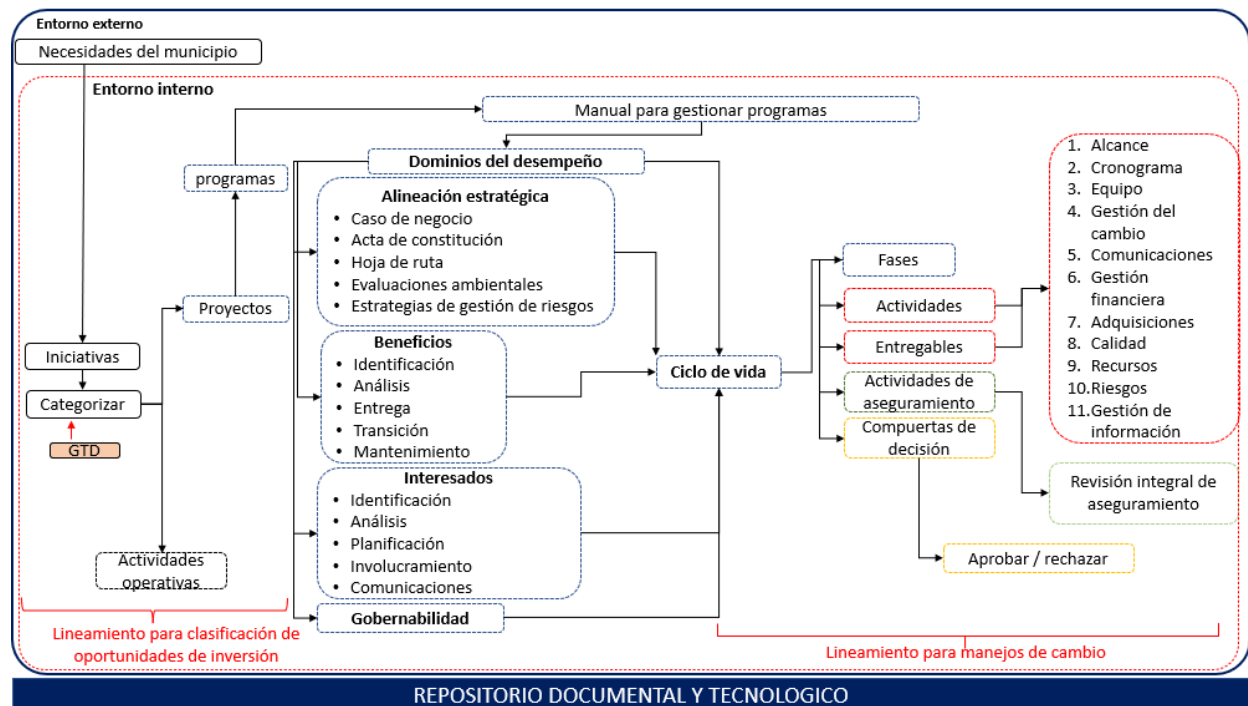 Entorno externo
Necesidades del municipio
Entorno interno
Manual para gestionar programas
programas
Dominios del desempeño
Alineación estratégica
• Caso de negocio
• Acta de constitución
• Hoja de ruta
• Evaluaciones ambientales
• Estrategias de gestión de riesgos
Proyectos
Iniciativas
Categorizar
GTD
Actividades
operativas
Beneficios
• Identificación
• Análisis
• Entrega
• Transición
• Mantenimiento
Interesados
• Identificación
• Análisis
• Planificación
• Involucramiento
• Comunicaciones
Gobernabilidad
Ciclo de vida
Fases
Actividades
Entregables
Actividades de
aseguramiento
Compuertas de
decisión
1. Alcance
2. Cronograma
3. Equipo
4. Gestión del
cambio
5. Comunicaciones
6. Gestión
financiera
7. Adquisiciones
8. Calidad
9. Recursos
10. Riesgos
11. Gestión de
información
Revisión integral de
aseguramiento
Aprobar / rechazar
Lineamiento para clasificación de
oportunidades de inversión
Lineamiento para manejos de cambio
REPOSITORIO DOCUMENTAL Y TECNOLOGICO